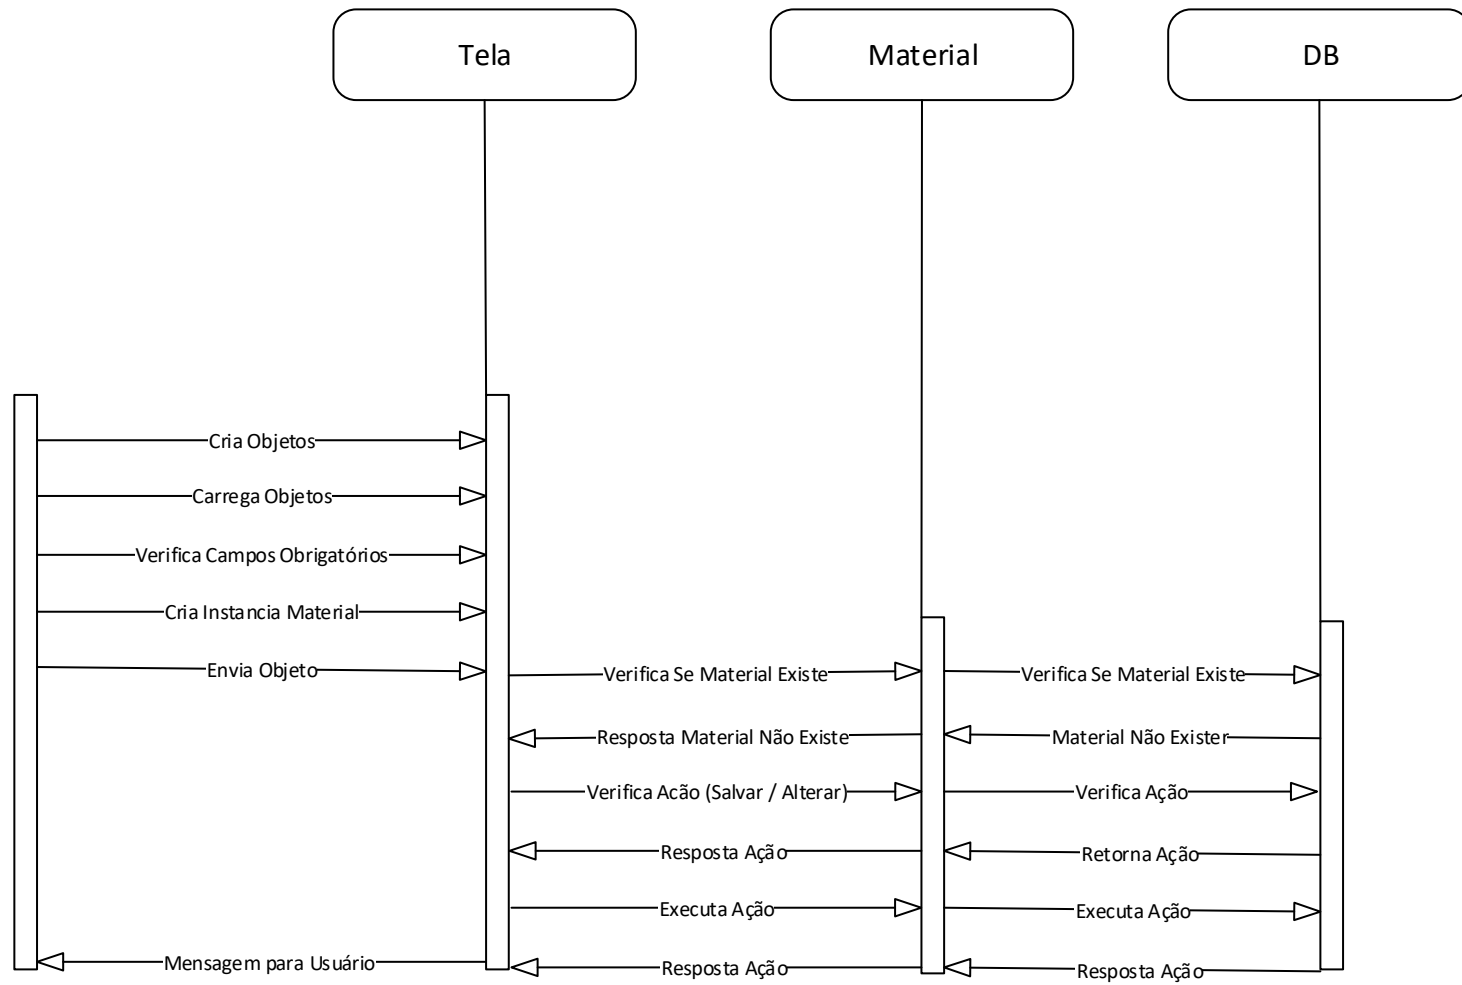 Tela
Material
DB
Cria Objetos
Carrega Objetos
Verifica Campos Obrigatórios
Cria Instancia Material
Envia Objeto
Verifica Se Material Existe
Verifica Se Material Existe
Resposta Material Não Existe
Material Não Exister
Verifica Acão (Salvar / Alterar)
Verifica Ação
Resposta Ação
Retorna Ação
Executa Ação
Executa Ação
Mensagem para Usuário
Resposta Ação
Resposta Ação